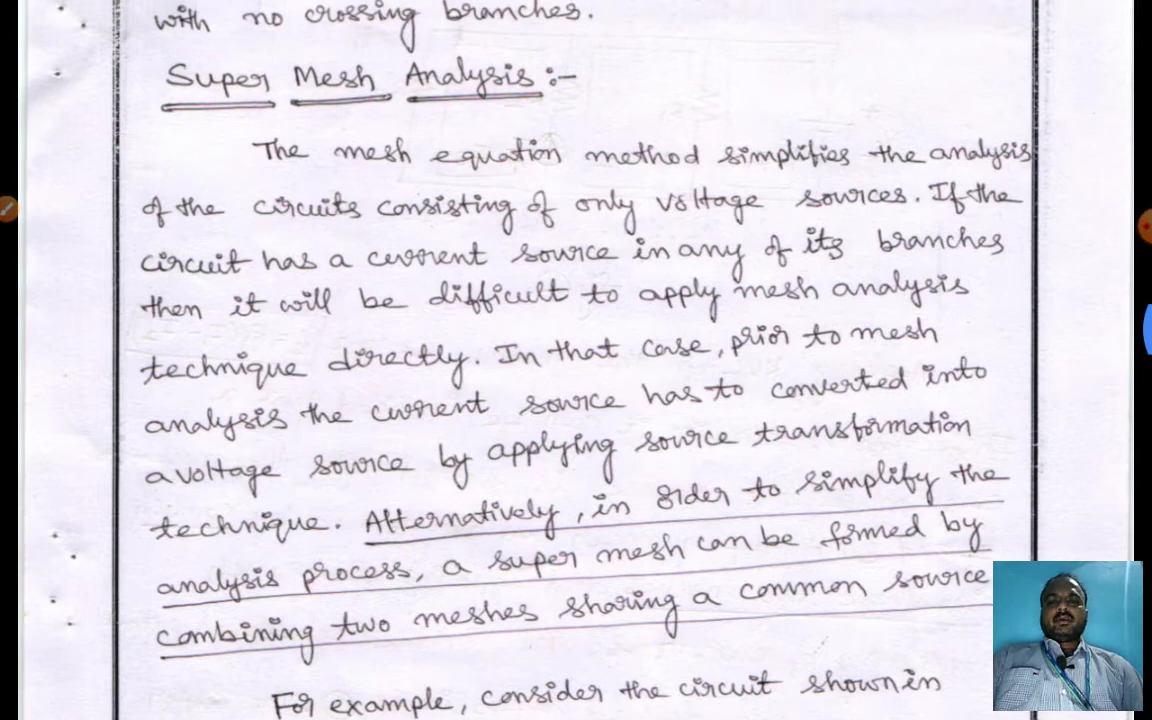 with no crossing branches.
Super Mesh Analysis :-
The mesh equation method simplifies the analysis
of the circuits consisting of only voltage sources. If the
circuit has a current source in any of its branches
then it will be difficult to apply mesh analysis
technique directly. In that case, prior to mesh
analysis the current source has to converted into
a voltage source by applying source transformation
technique. Alternatively, in order to simplify the
analysis process, a super mesh can be formed by
combining two meshes sharing a common source
For example, consider the circuit shown in